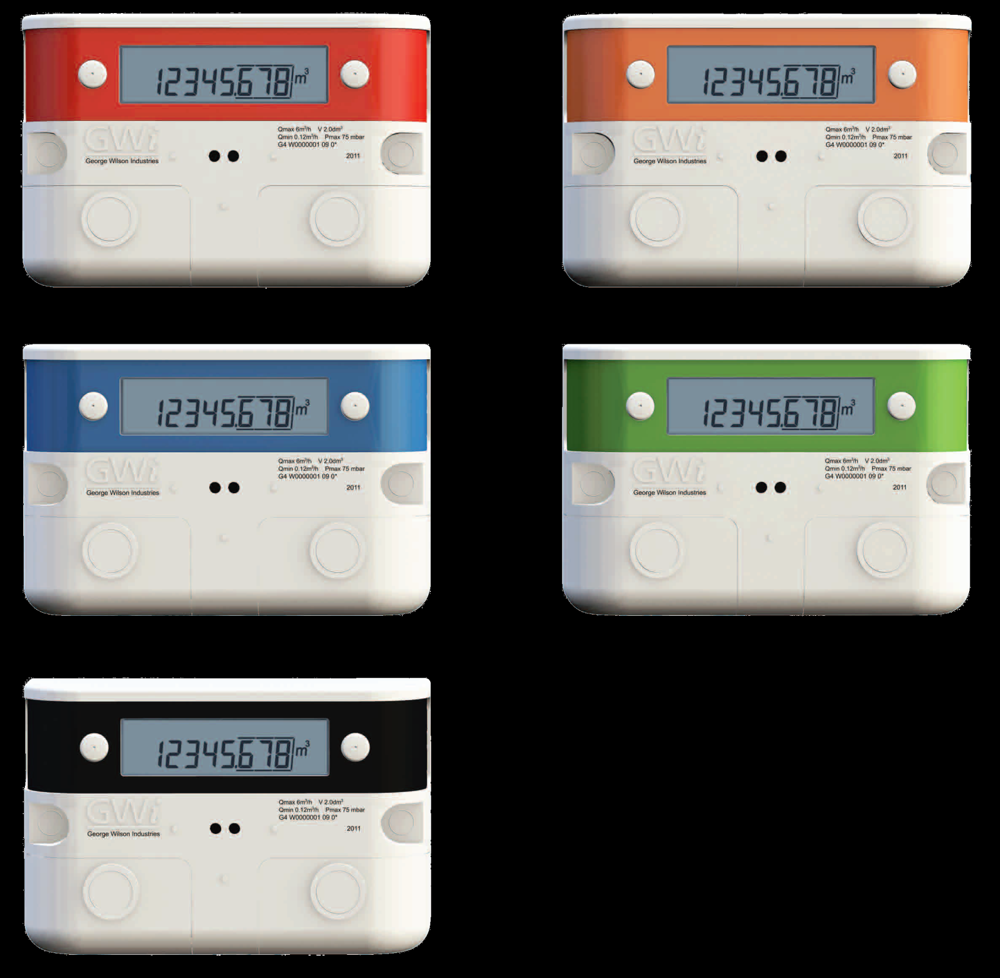 12345.678 m³
GWi
George Wilson Industries
Qmax 6m³/h V 2.0dm³
Qmin 0.12m³/h Pmax 75 mbar
G4 W0000001 09 0*
2011
12345.678 m³
GWi
George Wilson Industries
Qmax 6m³/h V 2.0dm³
Qmin 0.12m³/h Pmax 75 mbar
G4 W0000001 09 0*
2011
12345.678 m³
GWi
George Wilson Industries
Qmax 6m³/h V 2.0dm³
Qmin 0.12m³/h Pmax 75 mbar
G4 W0000001 09 0*
2011
12345.678 m³
GWi
George Wilson Industries
Qmax 6m³/h V 2.0dm³
Qmin 0.12m³/h Pmax 75 mbar
G4 W0000001 09 0*
2011
12345.678 m³
GWi
George Wilson Industries
Qmax 6m³/h V 2.0dm³
Qmin 0.12m³/h Pmax 75 mbar
G4 W0000001 09 0*
2011